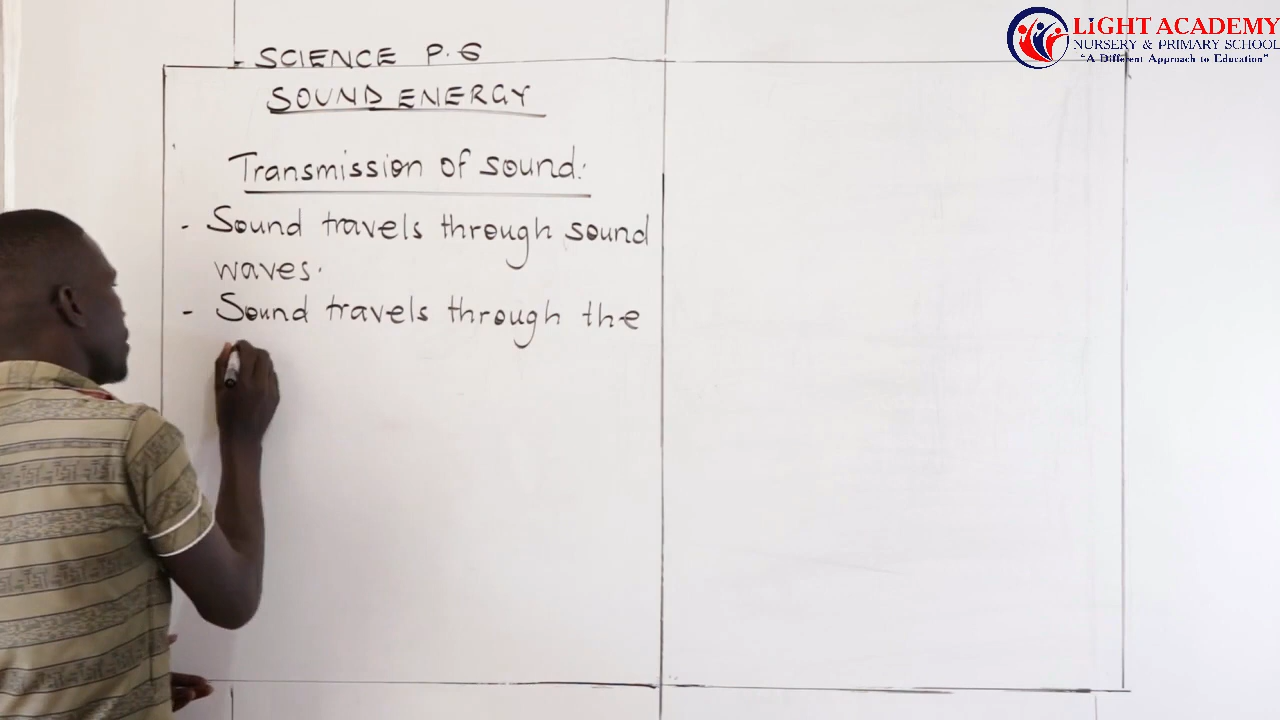 LIGHT ACADEMY
NURSERY & PRIMARY SCHOOL
"A Different Approach to Education"
- SCIENCE P.6
SOUND ENERGY
Transmission of sound.
- Sound travels through sound
waves.
- Sound travels through the